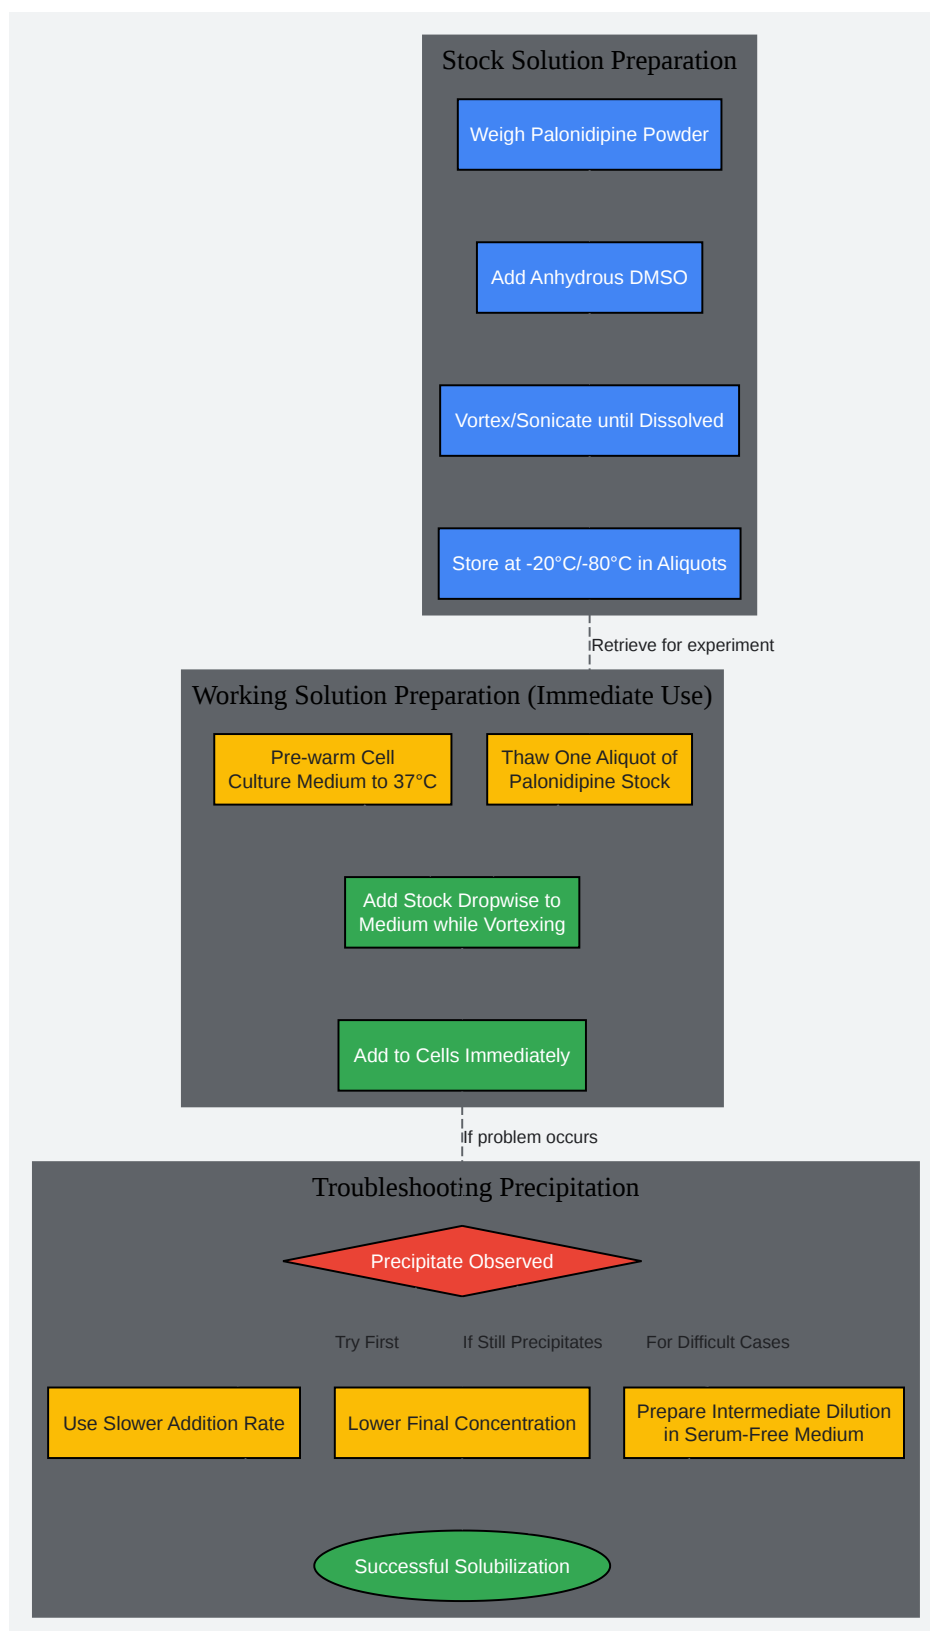 Stock Solution Preparation
Weigh Palonidipine Powder
Add Anhydrous DMSO
Vortex/Sonicate until Dissolved
Store at -20°C/-80°C in Aliquots
Retrieve for experiment
Working Solution Preparation (Immediate Use)
Pre-warm Cell
Culture Medium to 37°C
Thaw One Aliquot of
Palonidipine Stock
Add Stock Dropwise to
Medium while Vortexing
Add to Cells Immediately
If problem occurs
Troubleshooting Precipitation
Precipitate Observed
Try First
If Still Precipitates
For Difficult Cases
Use Slower Addition Rate
Lower Final Concentration
Prepare Intermediate Dilution
in Serum-Free Medium
Successful Solubilization